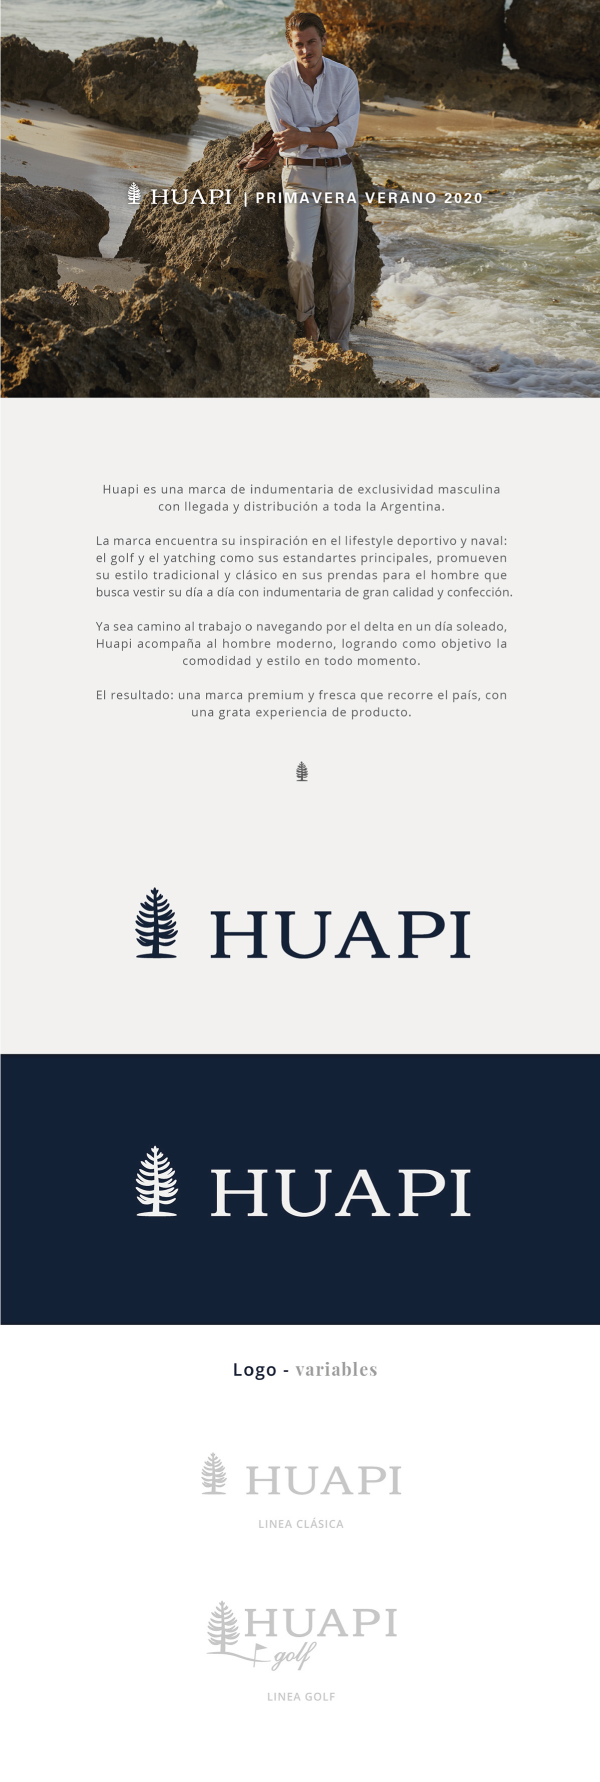 HUAPI | PRIMAVERA VERANO 2020
Huapi es una marca de indumentaria de exclusividad masculina
con llegada y distribución a toda la Argentina.
La marca encuentra su inspiración en el lifestyle deportivo y naval:
el golf y el yatching como sus estandartes principales, promueven
su estilo tradicional y clásico en sus prendas para el hombre que
busca vestir su día a día con indumentaria de gran calidad y confección.
Ya sea camino al trabajo o navegando por el delta en un día soleado,
Huapi acompaña al hombre moderno, logrando como objetivo la
comodidad y estilo en todo momento.
El resultado: una marca premium y fresca que recorre el país, con
una grata experiencia de producto.
HUAPI
HUAPI
Logo - variables
HUAPI
LINEA CLÁSICA
HUAPI
golf
LINEA GOLF